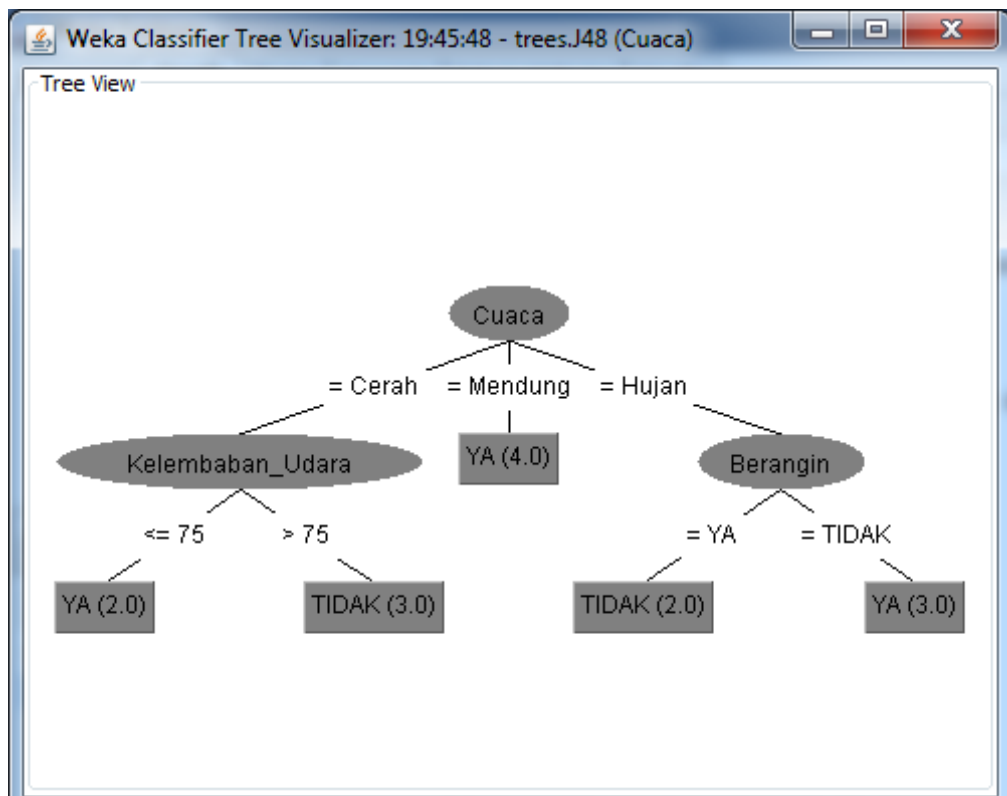 Weka Classifier Tree Visualizer: 19:45:48 - trees.J48 (Cuaca)
Tree View
Cuaca
= Cerah = Mendung = Hujan
Kelembaban_Udara YA (4.0) Berangin
<= 75 > 75 = YA = TIDAK
YA (2.0) TIDAK (3.0) TIDAK (2.0) YA (3.0)